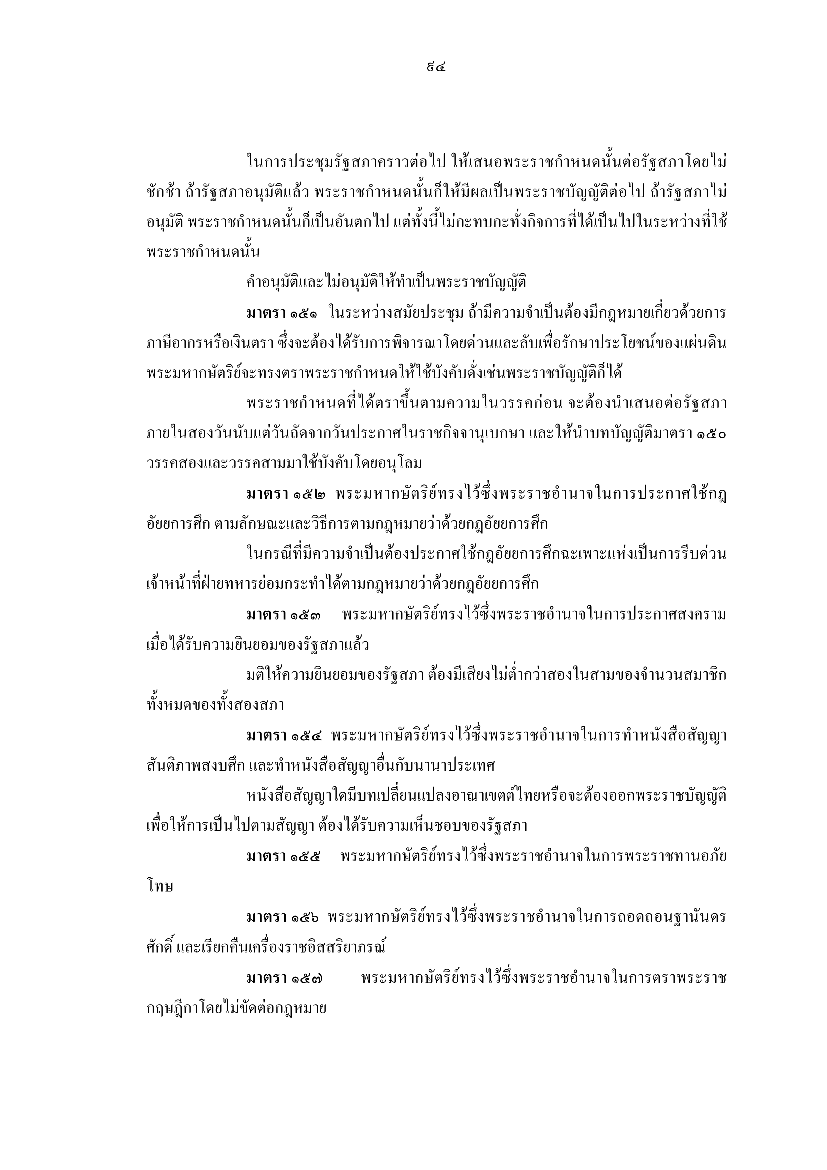 ๙๔
ในการประชุมรัฐสภาคราวต่อไป ให้เสนอพระราชกำหนดนั้นต่อรัฐสภาโดยไม่
ชักช้า ถ้ารัฐสภาอนุมัติแล้ว พระราชกำหนดนั้นก็ให้มีผลเป็นพระราชบัญญัติต่อไป ถ้ารัฐสภาไม่
อนุมัติ พระราชกำหนดนั้นก็เป็นอันตกไป แต่ทั้งนี้ไม่กะทบกะทั่งกิจการที่ได้เป็นไปในระหว่างที่ใช้
พระราชกำหนดนั้น
คำอนุมัติและไม่อนุมัติให้ทำเป็นพระราชบัญญัติ
มาตรา ๑๕๑ ในระหว่างสมัยประชุม ถ้ามีความจำเป็นต้องมีกฎหมายเกี่ยวด้วยการ
ภาษีอากรหรือเงินตรา ซึ่งจะต้องได้รับการพิจารณาโดยด่วนและลับเพื่อรักษาประโยชน์ของแผ่นดิน
พระมหากษัตริย์จะทรงตราพระราชกำหนดให้ใช้บังคับดั่งเช่นพระราชบัญญัติก็ได้
พระราชกำหนดที่ได้ตราขึ้นตามความในวรรคก่อน จะต้องนำเสนอต่อรัฐสภา
ภายในสองวันนับแต่วันถัดจากวันประกาศในราชกิจจานุเบกษา และให้นำบทบัญญัติมาตรา ๑๕๐
วรรคสองและวรรคสามมาใช้บังคับโดยอนุโลม
มาตรา ๑๕๒ พระมหากษัตริย์ทรงไว้ซึ่งพระราชอำนาจในการประกาศใช้กฎ
อัยยการศึก ตามลักษณะและวิธีการตามกฎหมายว่าด้วยกฎอัยยการศึก
ในกรณีที่มีความจำเป็นต้องประกาศใช้กฎอัยยการศึกฉะเพาะแห่งเป็นการรีบด่วน
เจ้าหน้าที่ฝ่ายทหารย่อมกระทำได้ตามกฎหมายว่าด้วยกฎอัยยการศึก
มาตรา ๑๕๓ พระมหากษัตริย์ทรงไว้ซึ่งพระราชอำนาจในการประกาศสงคราม
เมื่อได้รับความยินยอมของรัฐสภาแล้ว
มติให้ความยินยอมของรัฐสภา ต้องมีเสียงไม่ต่ำกว่าสองในสามของจำนวนสมาชิก
ทั้งหมดของทั้งสองสภา
มาตรา ๑๕๔ พระมหากษัตริย์ทรงไว้ซึ่งพระราชอำนาจในการทำหนังสือสัญญา
สันติภาพสงบศึก และทำหนังสือสัญญาอื่นกับนานาประเทศ
หนังสือสัญญาใดมีบทเปลี่ยนแปลงอาณาเขตต์ไทยหรือจะต้องออกพระราชบัญญัติ
เพื่อให้การเป็นไปตามสัญญา ต้องได้รับความเห็นชอบของรัฐสภา
มาตรา ๑๕๕ พระมหากษัตริย์ทรงไว้ซึ่งพระราชอำนาจในการพระราชทานอภัย
โทษ
มาตรา ๑๕๖ พระมหากษัตริย์ทรงไว้ซึ่งพระราชอำนาจในการถอดถอนฐานันดร
ศักดิ์ และเรียกคืนเครื่องราชอิสสริยาภรณ์
มาตรา ๑๕๗ พระมหากษัตริย์ทรงไว้ซึ่งพระราชอำนาจในการตราพระราช
กฤษฎีกาโดยไม่ขัดต่อกฎหมาย